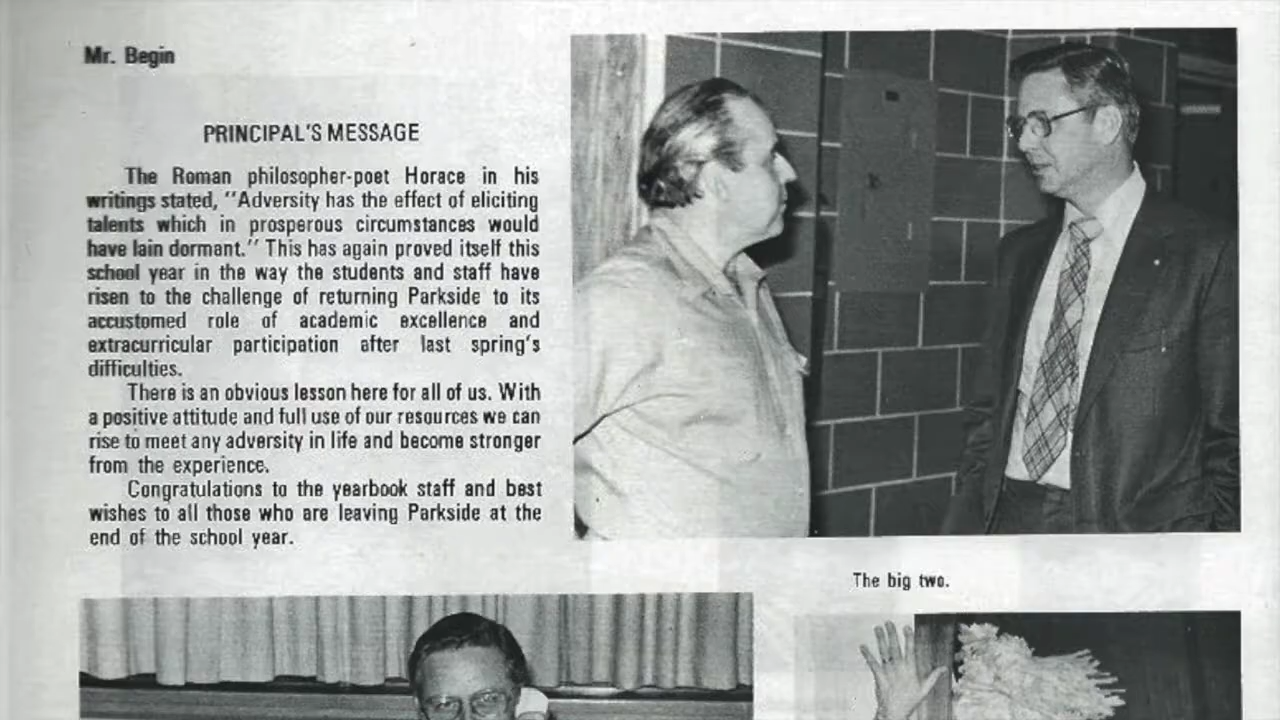 Mr. Begin
PRINCIPAL'S MESSAGE
The Roman philosopher-poet Horace in his
writings stated, "Adversity has the effect of eliciting
talents which in prosperous circumstances would
have lain dormant." This has again proved itself this
school year in the way the students and staff have
risen to the challenge of returning Parkside to its
accustomed role of academic excellence and
extracurricular participation after last spring's
difficulties.
There is an obvious lesson here for all of us. With
a positive attitude and full use of our resources we can
rise to meet any adversity in life and become stronger
from the experience.
Congratulations to the yearbook staff and best
wishes to all those who are leaving Parkside at the
end of the school year.
The big two.